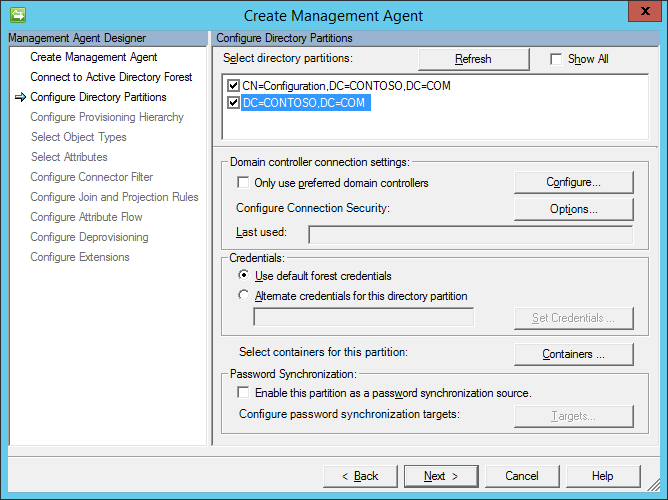 Create Management Agent
x
Management Agent Designer
Create Management Agent
Connect to Active Directory Forest
Configure Directory Partitions
Configure Provisioning Hierarchy
Select Object Types
Select Attributes
Configure Connector Filter
Configure Join and Projection Rules
Configure Attribute Flow
Configure Deprovisioning
Configure Extensions
Configure Directory Partitions
Select directory partitions: Refresh Show All
CN=Configuration,DC=CONTOSO,DC=COM
DC=CONTOSO,DC=COM
Domain controller connection settings:
Only use preferred domain controllers Configure...
Configure Connection Security: Options...
Last used:
Credentials:
Use default forest credentials
Alternate credentials for this directory partition
Set Credentials ...
Select containers for this partition: Containers ...
Password Synchronization:
Enable this partition as a password synchronization source.
Configure password synchronization targets: Targets...
< Back Next > Cancel Help